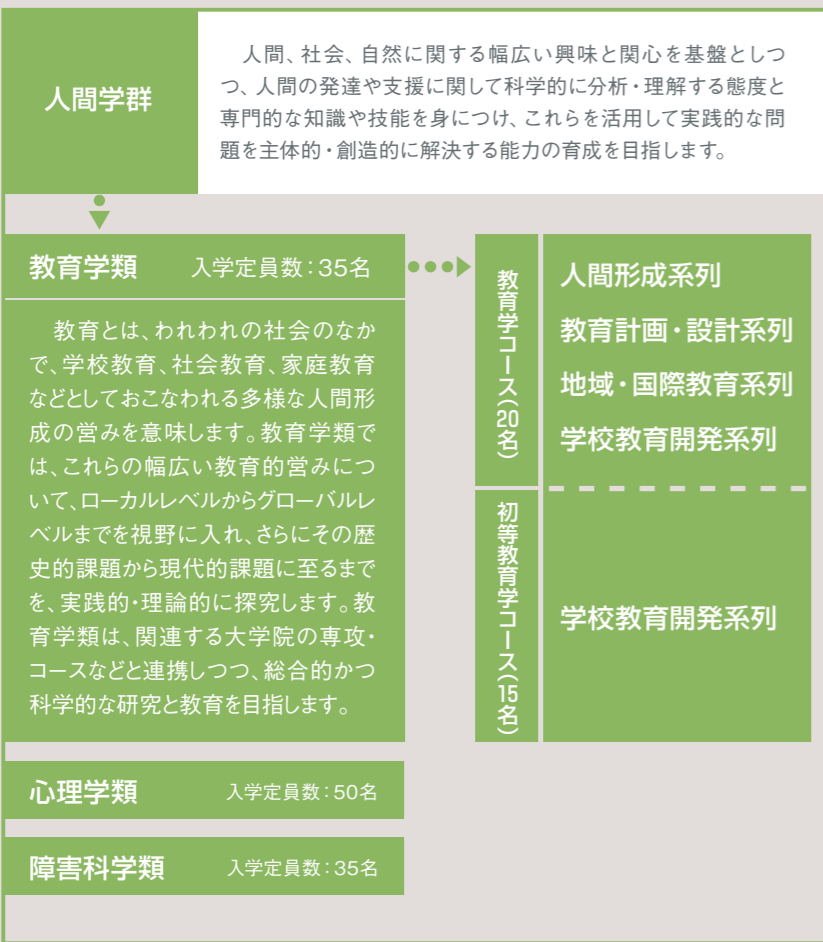 人間学群
人間、社会、自然に関する幅広い興味と関心を基盤としつ
つ、人間の発達や支援に関して科学的に分析・理解する態度と
専門的な知識や技能を身につけ、これらを活用して実践的な問
題を主体的・創造的に解決する能力の育成を目指します。
教育学類 入学定員数：35名
教育とは、われわれの社会のなか
で、学校教育、社会教育、家庭教育
などとしておこなわれる多様な人間形
成の営みを意味します。教育学類で
は、これらの幅広い教育的営みにつ
いて、ローカルレベルからグローバルレ
ベルまでを視野に入れ、さらにその歴
史的課題から現代的課題に至るまで
を、実践的・理論的に探究します。教
育学類は、関連する大学院の専攻・
コースなどと連携しつつ、総合的かつ
科学的な研究と教育を目指します。
教育学コース（20名）
人間形成系列
教育計画・設計系列
地域・国際教育系列
学校教育開発系列
初等教育学コース（15名）
学校教育開発系列
心理学類 入学定員数：50名
障害科学類 入学定員数：35名